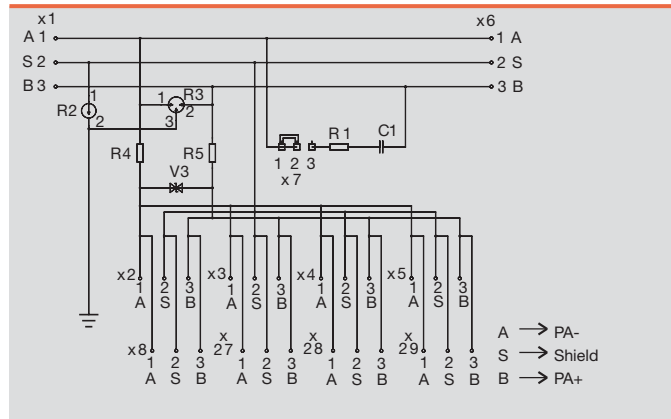 x1 x6
A 1 1 A
S 2 2 S
B 3 3 B
R2 1 2
1 R3 2 3
R4 R5
V3
1 2 3 R1 C1
x7
x2 1 2 3 x3 1 2 3 x4 1 2 3 x5 1 2 3
A S B A S B A S B A S B
x8 1 2 3 x 27 1 2 3 x 28 1 2 3 x 29 1 2 3
A S B A S B A S B A S B
A → PA-
S → Shield
B → PA+